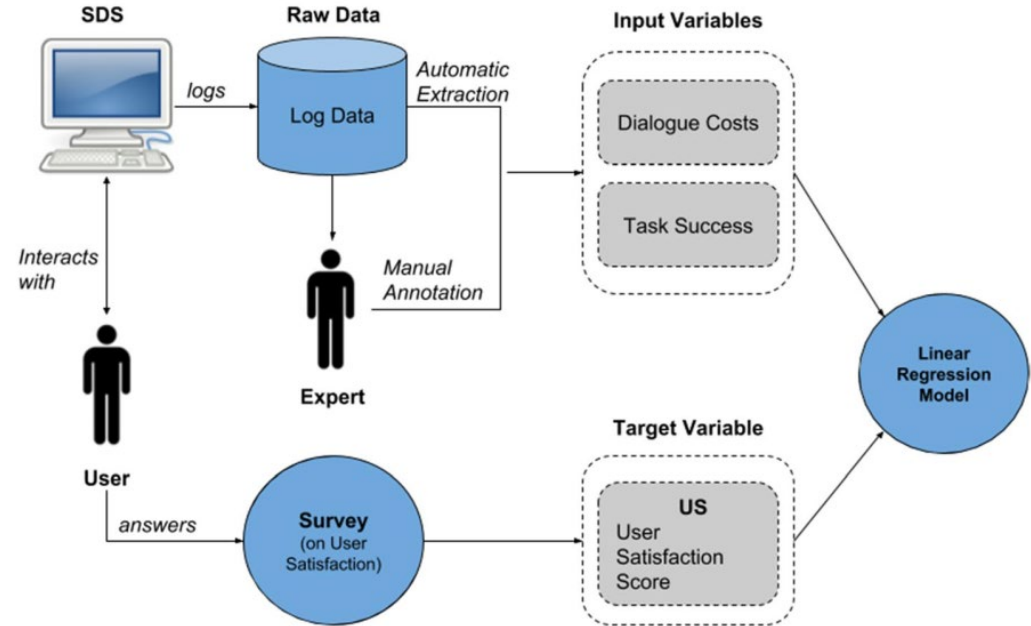 SDS
Raw Data
Input Variables
logs
Log Data
Automatic
Extraction
Dialogue Costs
Task Success
Interacts
with
Manual
Annotation
Expert
User
Linear
Regression
Model
Target Variable
answers
Survey
(on User
Satisfaction)
US
User
Satisfaction
Score